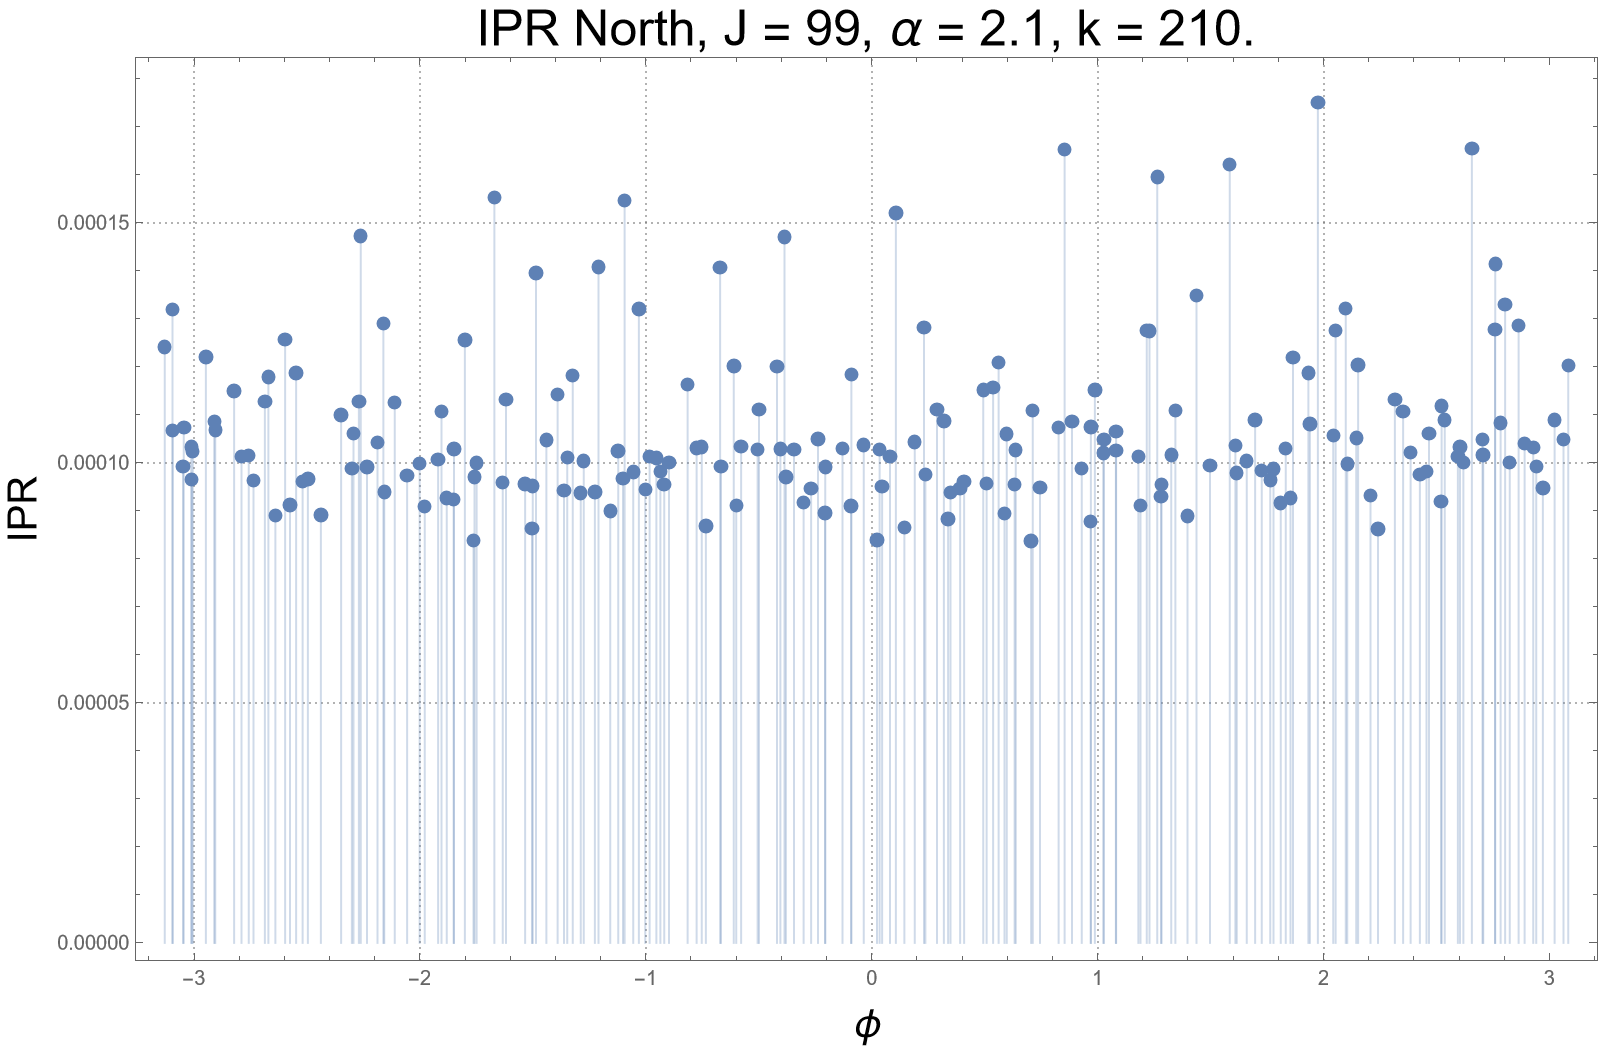 IPR North, J = 99, α = 2.1, k = 210.
IPR
0.00015
0.00010
0.00005
0.00000
−3 −2 −1 0 1 2 3
ϕ